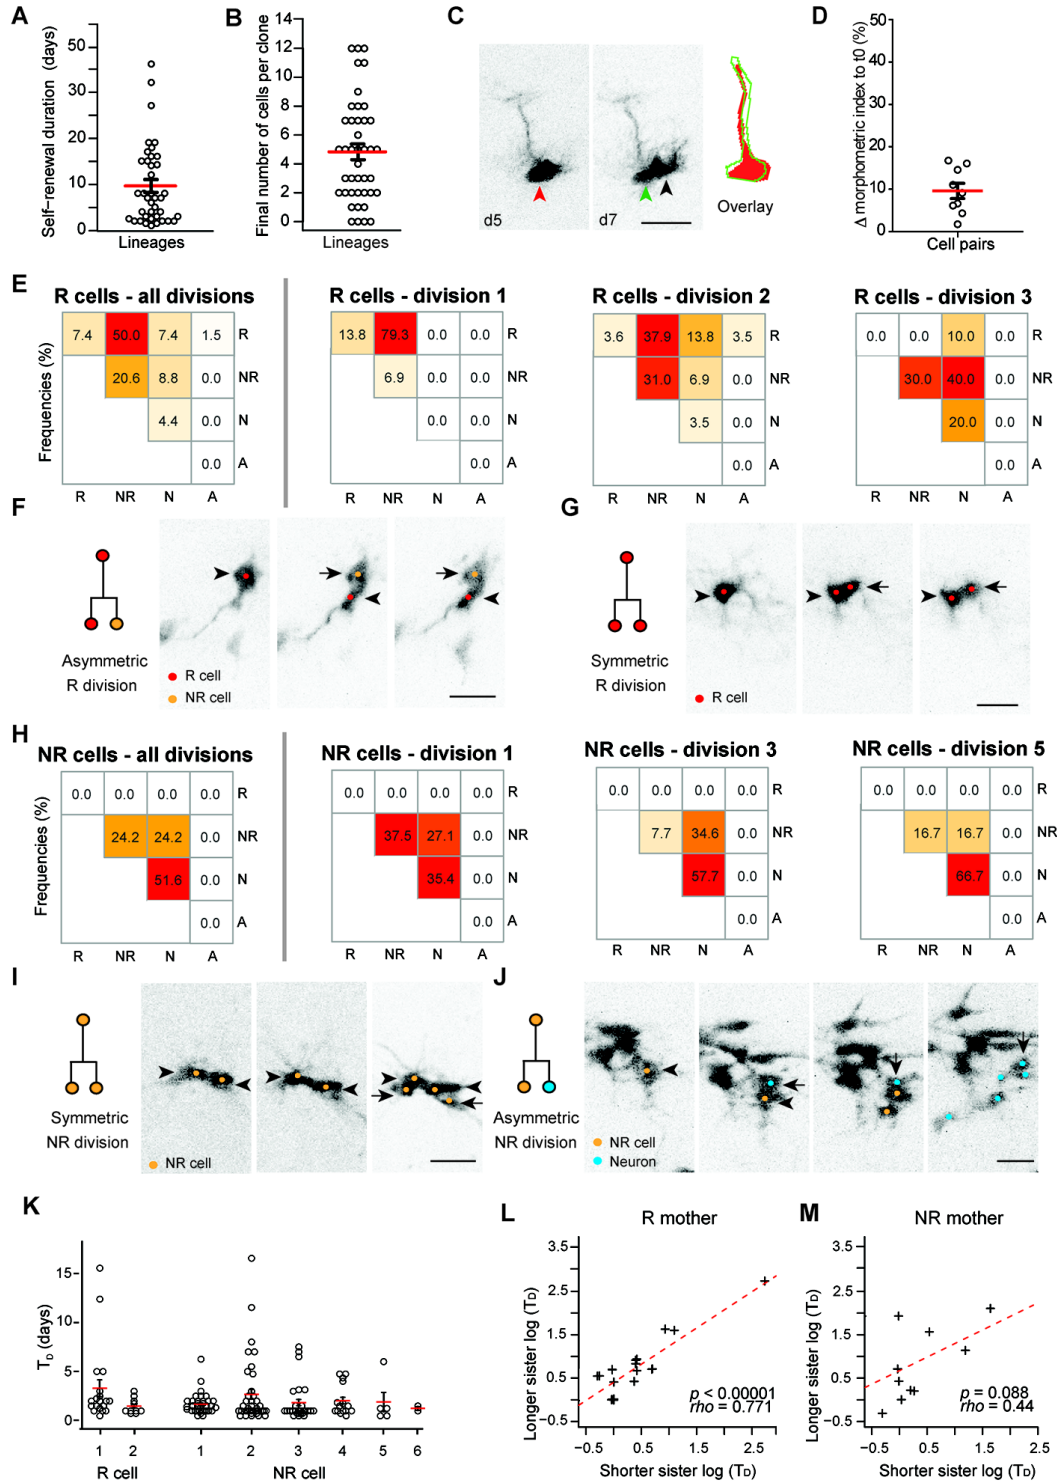 A
Self-renewal duration (days)
50
30
20
10
0
Lineages
B
Final number of cells per clone
14
12
10
8
6
4
2
0
Lineages
C
d5
d7
Overlay
D
Δ morphometric index to t0 (%)
50
40
30
20
10
0
Cell pairs
E
Frequencies (%)
R cells - all divisions
7.4 50.0 7.4 1.5 R
20.6 8.8 0.0 NR
4.4 0.0 N
0.0 A
R NR N A
R cells - division 1
13.8 79.3 0.0 0.0 R
6.9 0.0 0.0 NR
0.0 0.0 N
0.0 A
R NR N A
R cells - division 2
3.6 37.9 13.8 3.5 R
31.0 6.9 0.0 NR
3.5 0.0 N
0.0 A
R NR N A
R cells - division 3
0.0 0.0 10.0 R
30.0 40.0 0.0 NR
20.0 0.0 N
0.0 A
R NR N A
F
Asymmetric
R division
R cell
NR cell
G
Symmetric
R division
R cell
H
Frequencies (%)
NR cells - all divisions
0.0 0.0 0.0 0.0 R
24.2 24.2 0.0 NR
51.6 0.0 N
0.0 A
R NR N A
NR cells - division 1
0.0 0.0 0.0 0.0 R
37.5 27.1 0.0 NR
35.4 0.0 N
0.0 A
R NR N A
NR cells - division 3
0.0 0.0 0.0 0.0 R
7.7 34.6 0.0 NR
57.7 0.0 N
0.0 A
R NR N A
NR cells - division 5
0.0 0.0 0.0 0.0 R
16.7 16.7 0.0 NR
66.7 0.0 N
0.0 A
R NR N A
I
Symmetric
NR division
NR cell
J
Asymmetric
NR division
NR cell
Neuron
K
TD (days)
15
10
5
0
1 2 1 2 3 4 5 6
R cell NR cell
L
R mother
Longer sister log (TD)
3.5
2.5
1.5
0.5
−0.5
p < 0.00001
rho = 0.771
−0.5 0.5 1.5 2.5
Shorter sister log (TD)
M
NR mother
Longer sister log (TD)
3.5
2.5
1.5
0.5
−0.5
p = 0.088
rho = 0.44
−0.5 0.5 1.5 2.5
Shorter sister log (TD)